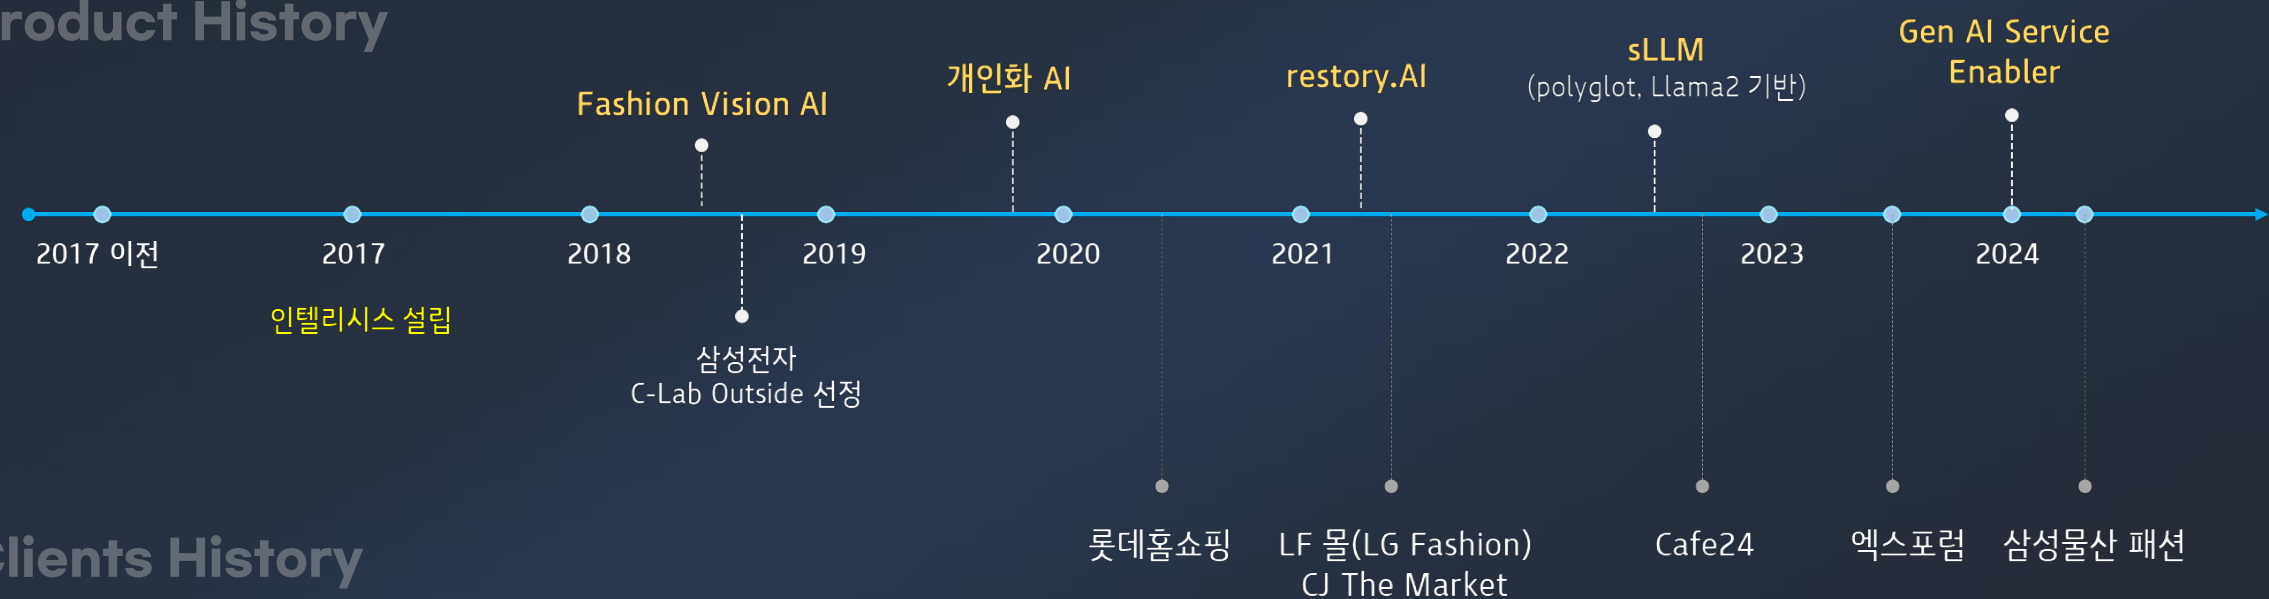 roduct History
Fashion Vision AI
개인화 AI
restory.AI
sLLM
(polyglot, Llama2 기반)
Gen AI Service
Enabler
2017 이전
2017
2018
2019
2020
2021
2022
2023
2024
인텔리시스 설립
삼성전자
C-Lab Outside 선정
Clients History
롯데홈쇼핑
LF 몰(LG Fashion)
CJ The Market
Cafe24
엑스포럼
삼성물산 패션